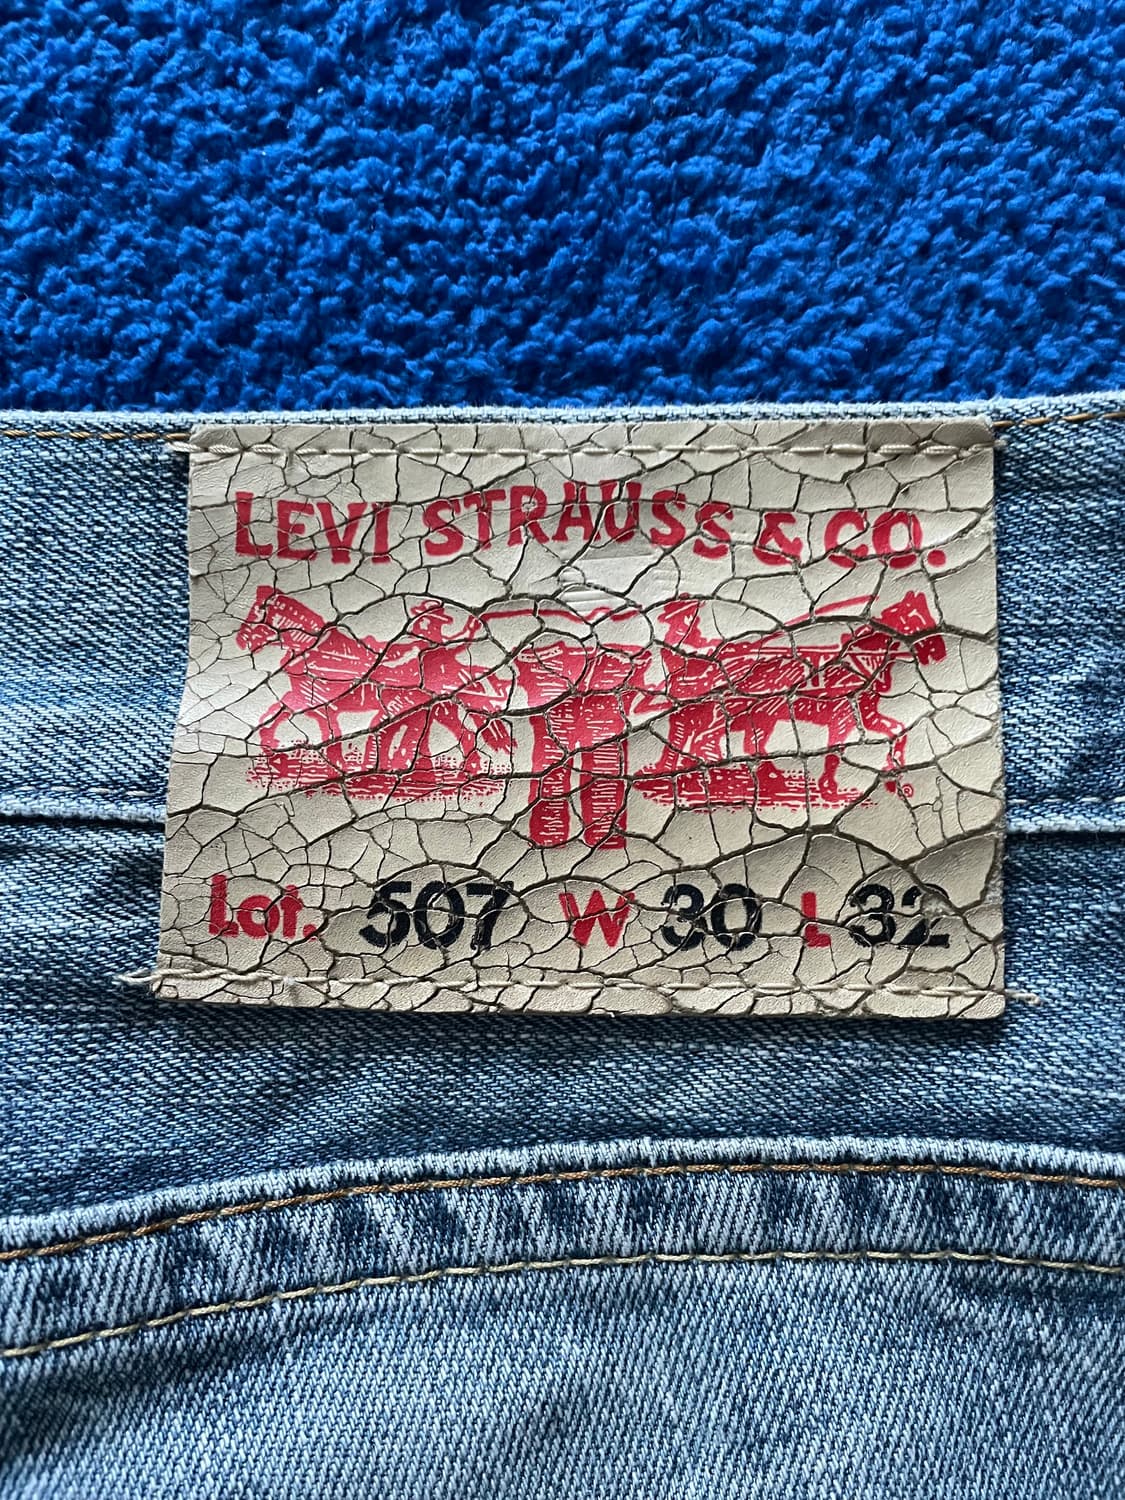 LEVI STRAUSS & CO.
®
Lot. 507 W 30 L 32